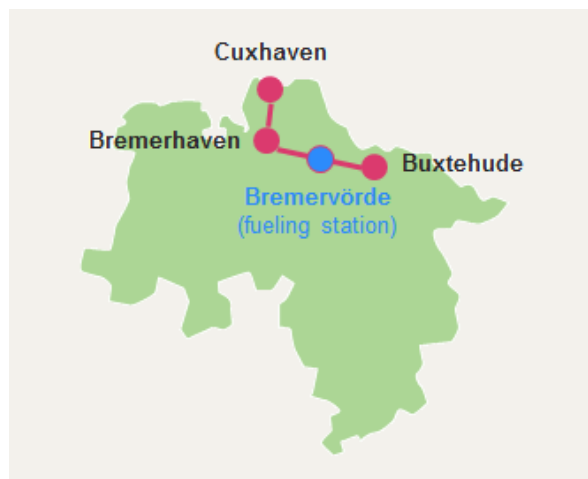 Cuxhaven
Bremerhaven
Buxtehude
Bremervörde
(fueling station)